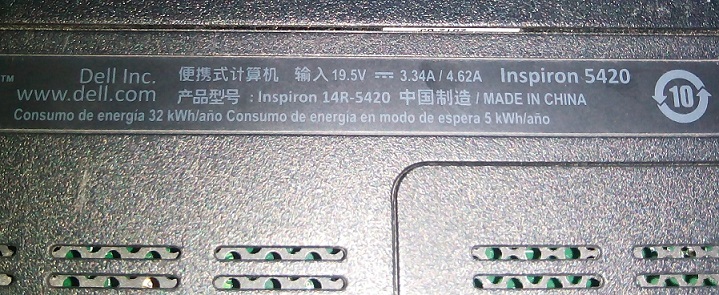 ™ Dell Inc. 便携式计算机 输入 19.5V ⎓ 3.34A / 4.62A Inspiron 5420
www.dell.com 产品型号 : Inspiron 14R-5420 中国制造 / MADE IN CHINA
Consumo de energía 32 kWh/año Consumo de energía en modo de espera 5 kWh/año
10